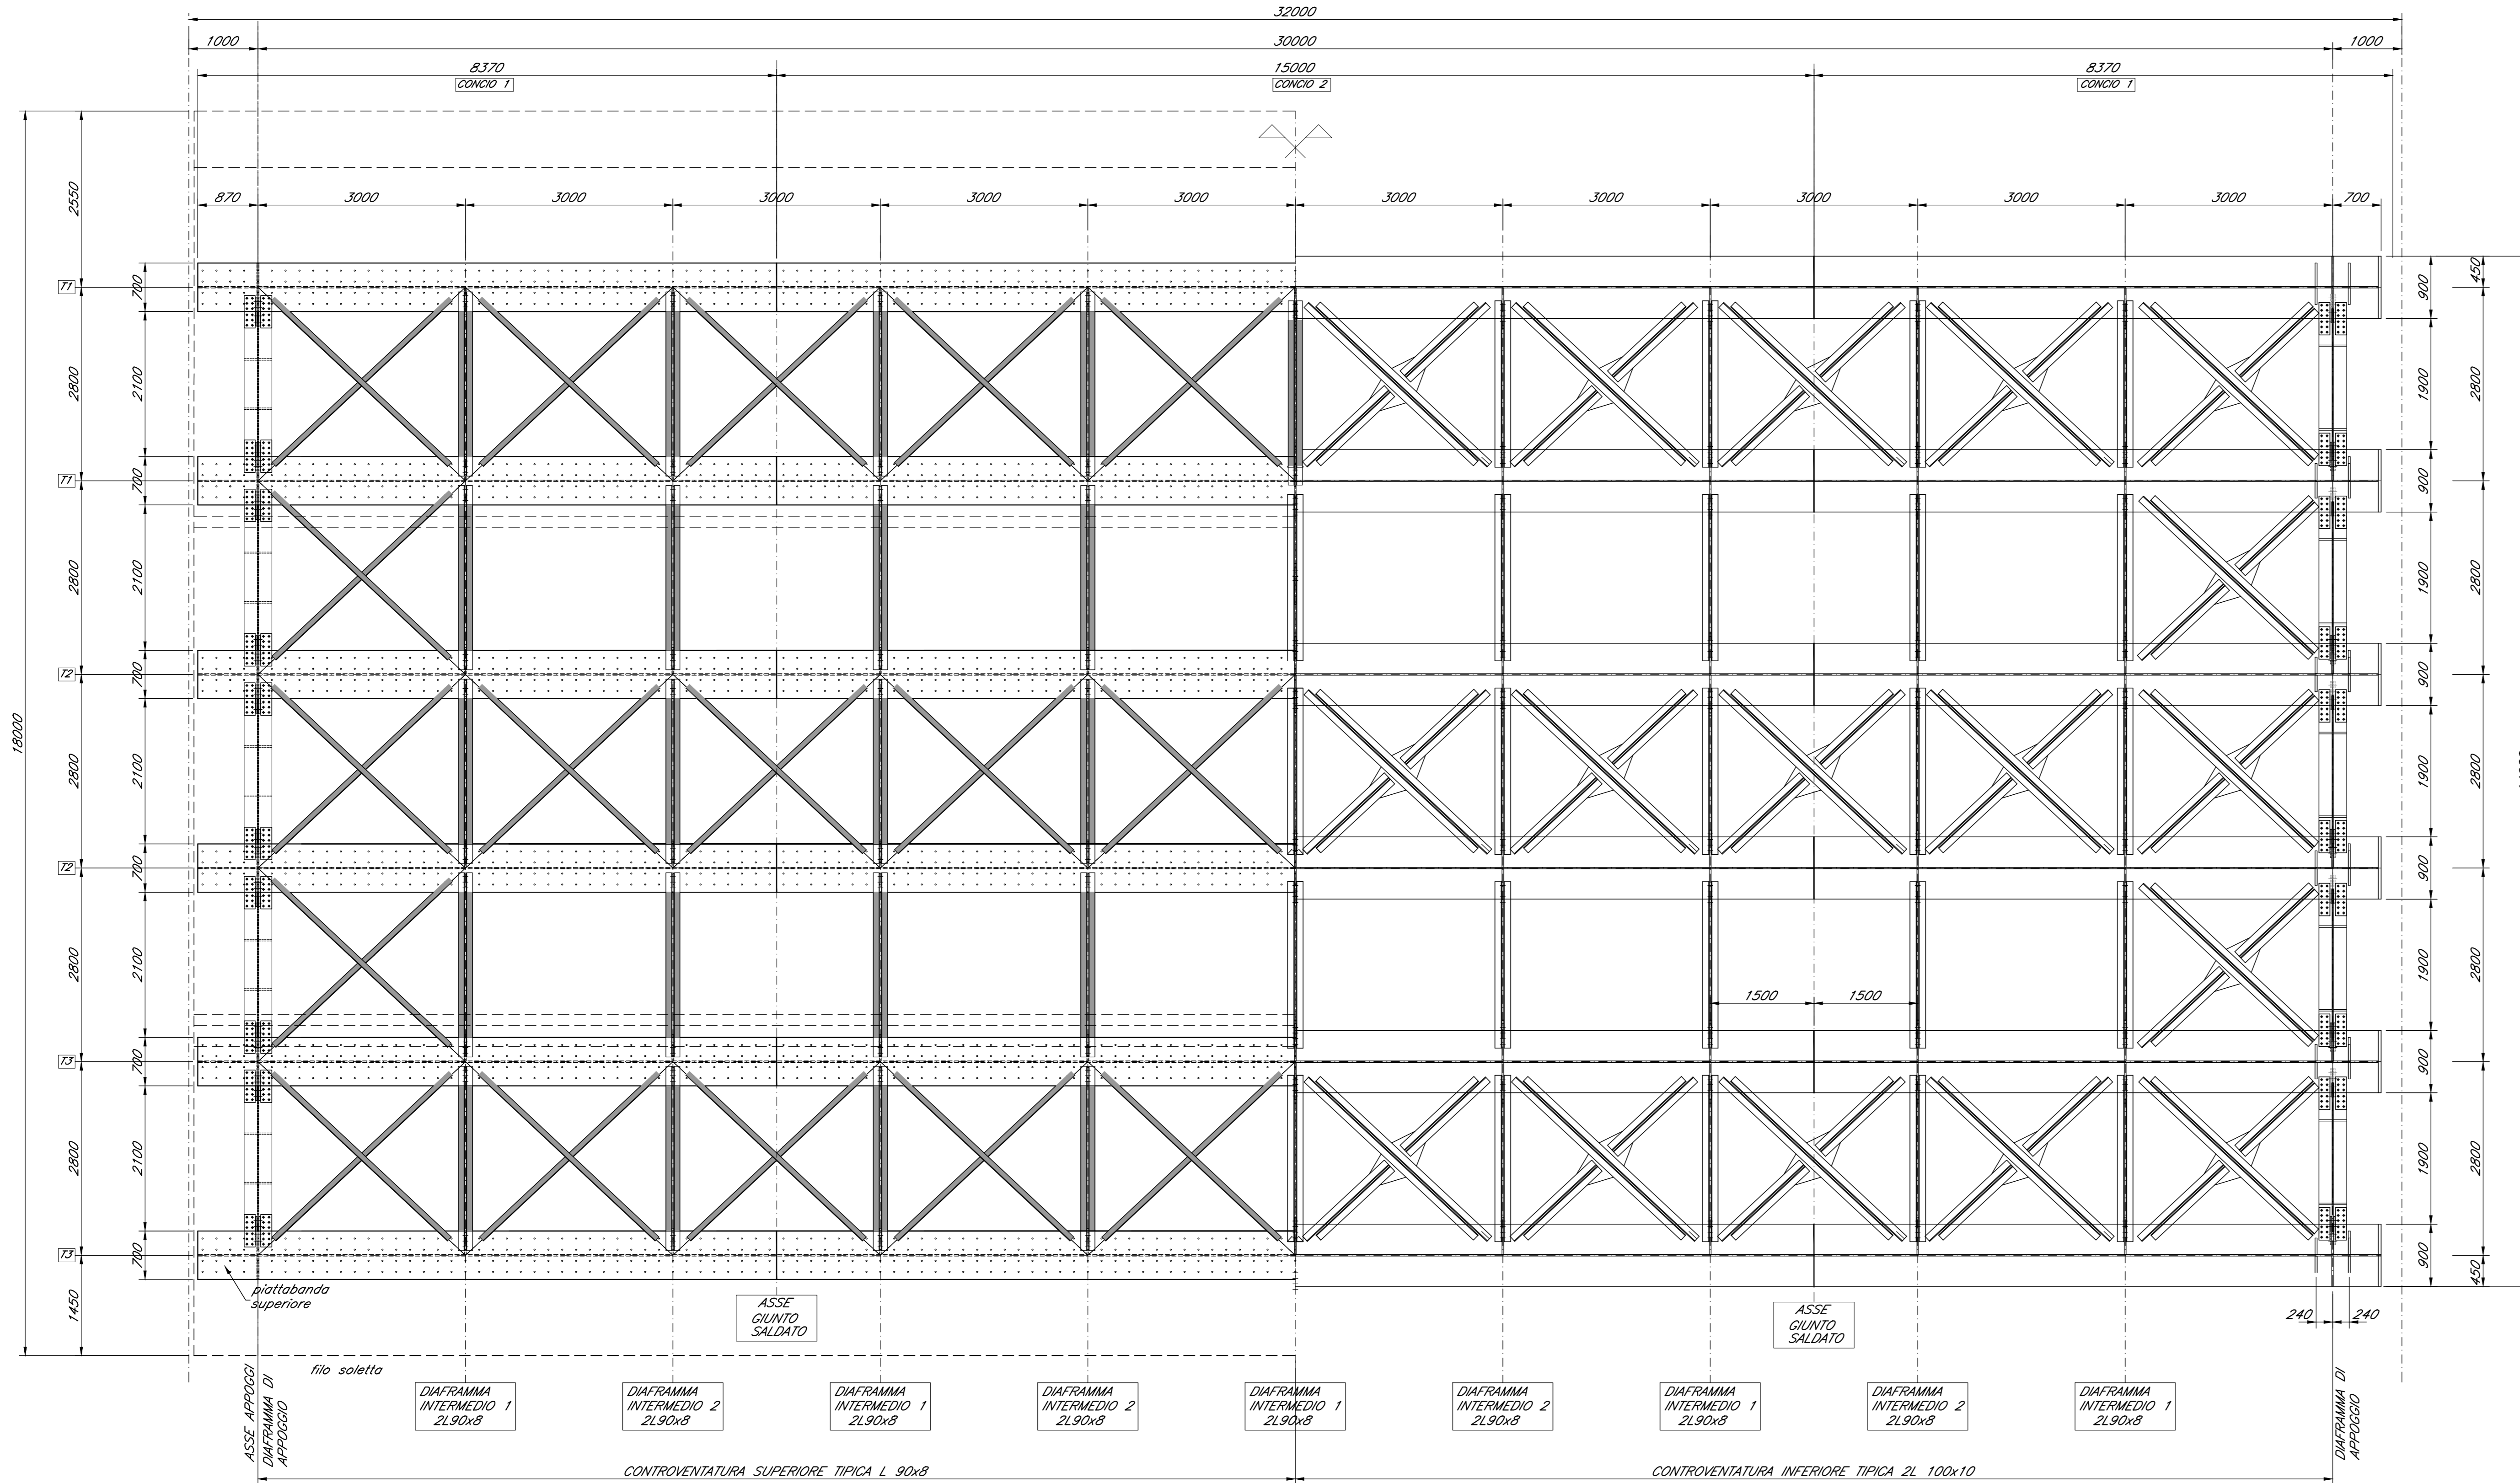 32000
1000 30000 1000
8370 15000 8370
CONCIO 1 CONCIO 2 CONCIO 1
870 3000 3000 3000 3000 3000 3000 3000 3000 3000 3000 700
2550
2800
2800
2800
2800
2800
1450
18000
T1
T1
T2
T2
T3
T3
700
2100
700
2100
700
2100
700
2100
700
2100
700
900
1900
900
1900
900
1900
900
1900
900
1900
900
450
2800
2800
2800
2800
2800
450
1500 1500
240 240
piattabanda
superiore
filo soletta
ASSE
GIUNTO
SALDATO
ASSE
GIUNTO
SALDATO
ASSE APPOGGI
DIAFRAMMA DI
APPOGGIO
DIAFRAMMA
INTERMEDIO 1
2L90x8
DIAFRAMMA
INTERMEDIO 2
2L90x8
DIAFRAMMA
INTERMEDIO 1
2L90x8
DIAFRAMMA
INTERMEDIO 2
2L90x8
DIAFRAMMA
INTERMEDIO 1
2L90x8
DIAFRAMMA
INTERMEDIO 2
2L90x8
DIAFRAMMA
INTERMEDIO 1
2L90x8
DIAFRAMMA
INTERMEDIO 2
2L90x8
DIAFRAMMA
INTERMEDIO 1
2L90x8
DIAFRAMMA DI
APPOGGIO
CONTROVENTATURA SUPERIORE TIPICA L 90x8
CONTROVENTATURA INFERIORE TIPICA 2L 100x10